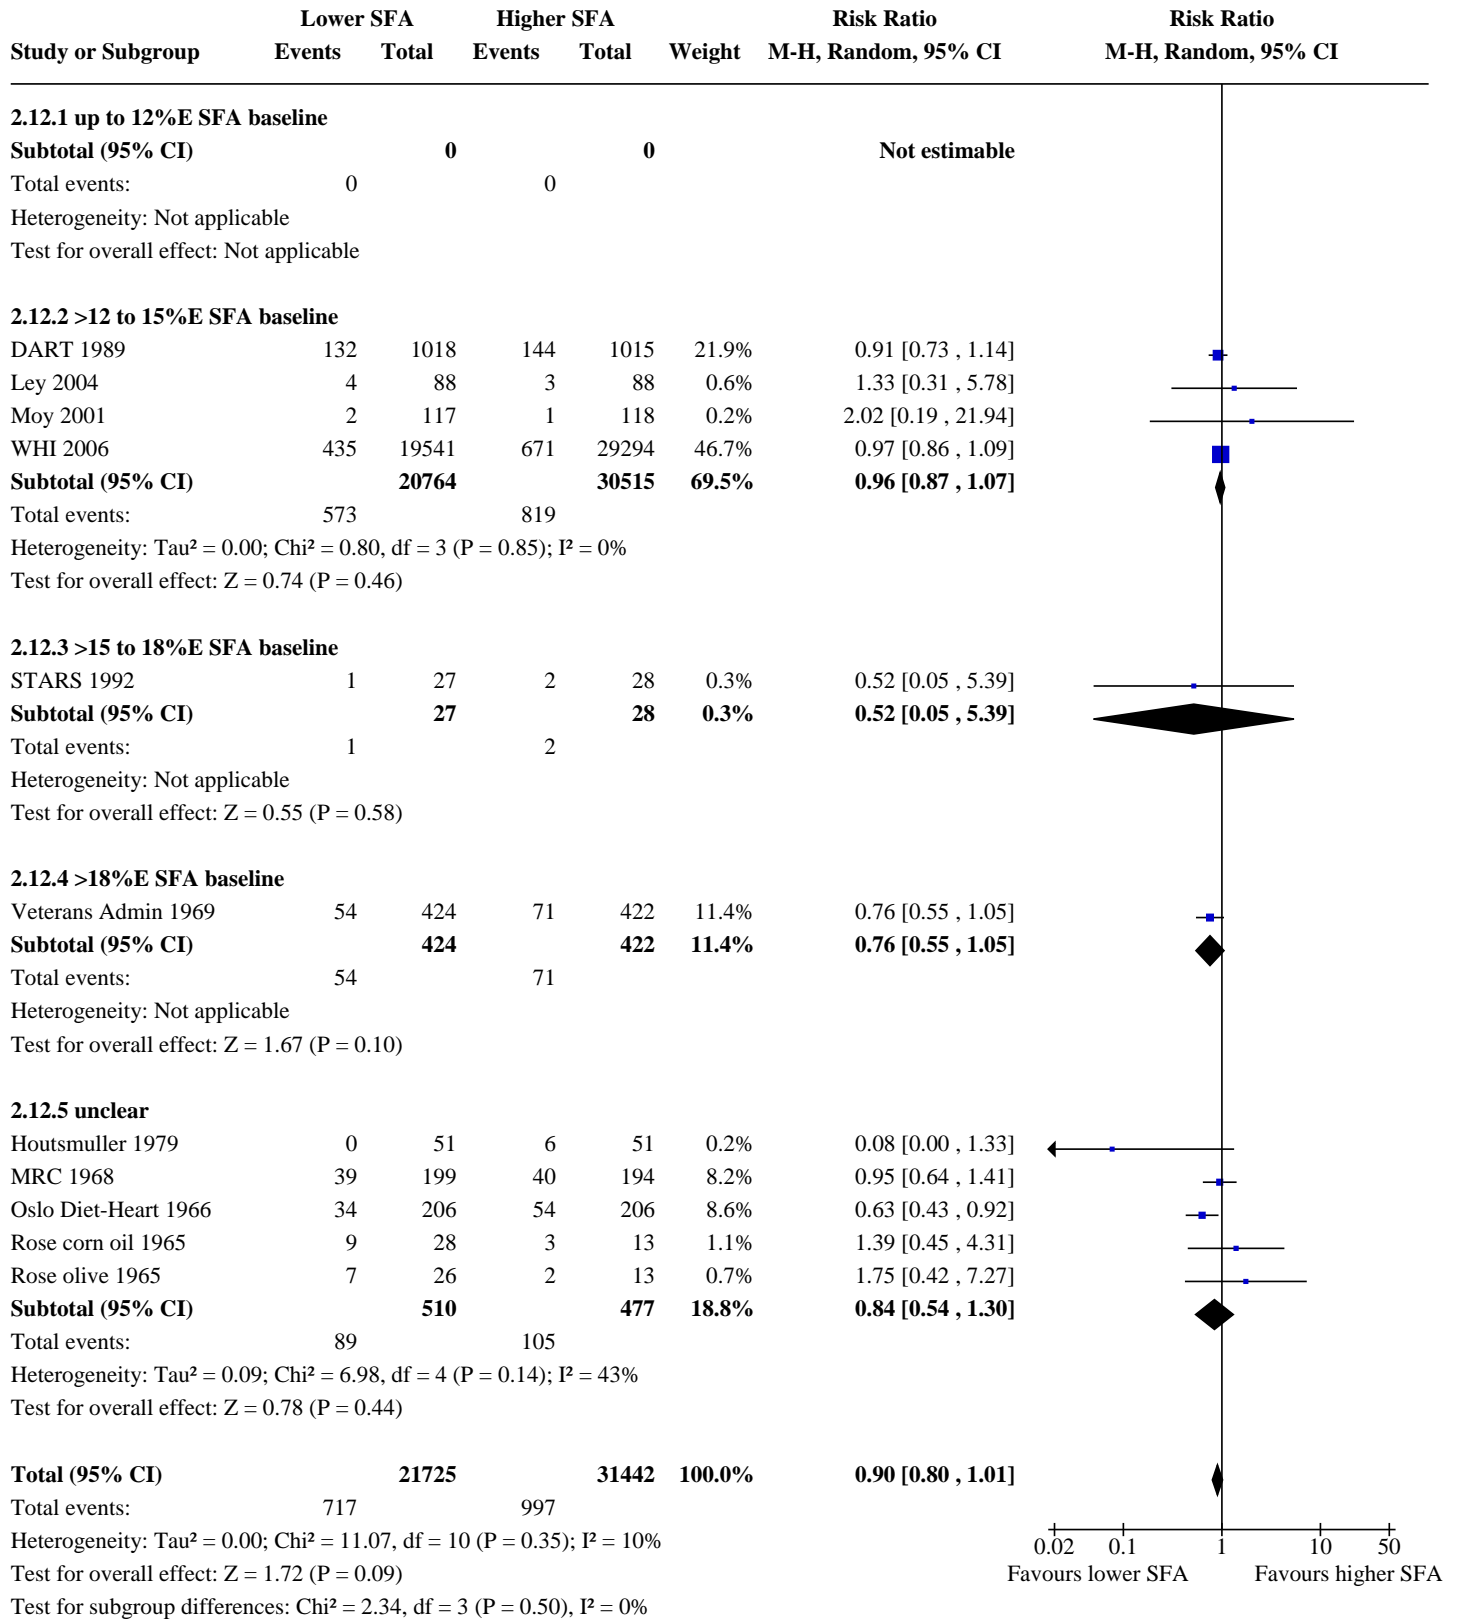 Lower SFA Higher SFA Risk Ratio Risk Ratio
Study or Subgroup Events Total Events Total Weight M-H, Random, 95% CI M-H, Random, 95% CI
2.12.1 up to 12%E SFA baseline
Subtotal (95% CI) 0 0 Not estimable
Total events: 0 0
Heterogeneity: Not applicable
Test for overall effect: Not applicable
2.12.2 >12 to 15%E SFA baseline
DART 1989 132 1018 144 1015 21.9% 0.91 [0.73 , 1.14]
Ley 2004 4 88 3 88 0.6% 1.33 [0.31 , 5.78]
Moy 2001 2 117 1 118 0.2% 2.02 [0.19 , 21.94]
WHI 2006 435 19541 671 29294 46.7% 0.97 [0.86 , 1.09]
Subtotal (95% CI) 20764 30515 69.5% 0.96 [0.87 , 1.07]
Total events: 573 819
Heterogeneity: Tau² = 0.00; Chi² = 0.80, df = 3 (P = 0.85); I² = 0%
Test for overall effect: Z = 0.74 (P = 0.46)
2.12.3 >15 to 18%E SFA baseline
STARS 1992 1 27 2 28 0.3% 0.52 [0.05 , 5.39]
Subtotal (95% CI) 27 28 0.3% 0.52 [0.05 , 5.39]
Total events: 1 2
Heterogeneity: Not applicable
Test for overall effect: Z = 0.55 (P = 0.58)
2.12.4 >18%E SFA baseline
Veterans Admin 1969 54 424 71 422 11.4% 0.76 [0.55 , 1.05]
Subtotal (95% CI) 424 422 11.4% 0.76 [0.55 , 1.05]
Total events: 54 71
Heterogeneity: Not applicable
Test for overall effect: Z = 1.67 (P = 0.10)
2.12.5 unclear
Houtsmuller 1979 0 51 6 51 0.2% 0.08 [0.00 , 1.33]
MRC 1968 39 199 40 194 8.2% 0.95 [0.64 , 1.41]
Oslo Diet-Heart 1966 34 206 54 206 8.6% 0.63 [0.43 , 0.92]
Rose corn oil 1965 9 28 3 13 1.1% 1.39 [0.45 , 4.31]
Rose olive 1965 7 26 2 13 0.7% 1.75 [0.42 , 7.27]
Subtotal (95% CI) 510 477 18.8% 0.84 [0.54 , 1.30]
Total events: 89 105
Heterogeneity: Tau² = 0.09; Chi² = 6.98, df = 4 (P = 0.14); I² = 43%
Test for overall effect: Z = 0.78 (P = 0.44)
Total (95% CI) 21725 31442 100.0% 0.90 [0.80 , 1.01]
Total events: 717 997
Heterogeneity: Tau² = 0.00; Chi² = 11.07, df = 10 (P = 0.35); I² = 10%
0.02 0.1 1 10 50
Test for overall effect: Z = 1.72 (P = 0.09) Favours lower SFA Favours higher SFA
Test for subgroup differences: Chi² = 2.34, df = 3 (P = 0.50), I² = 0%